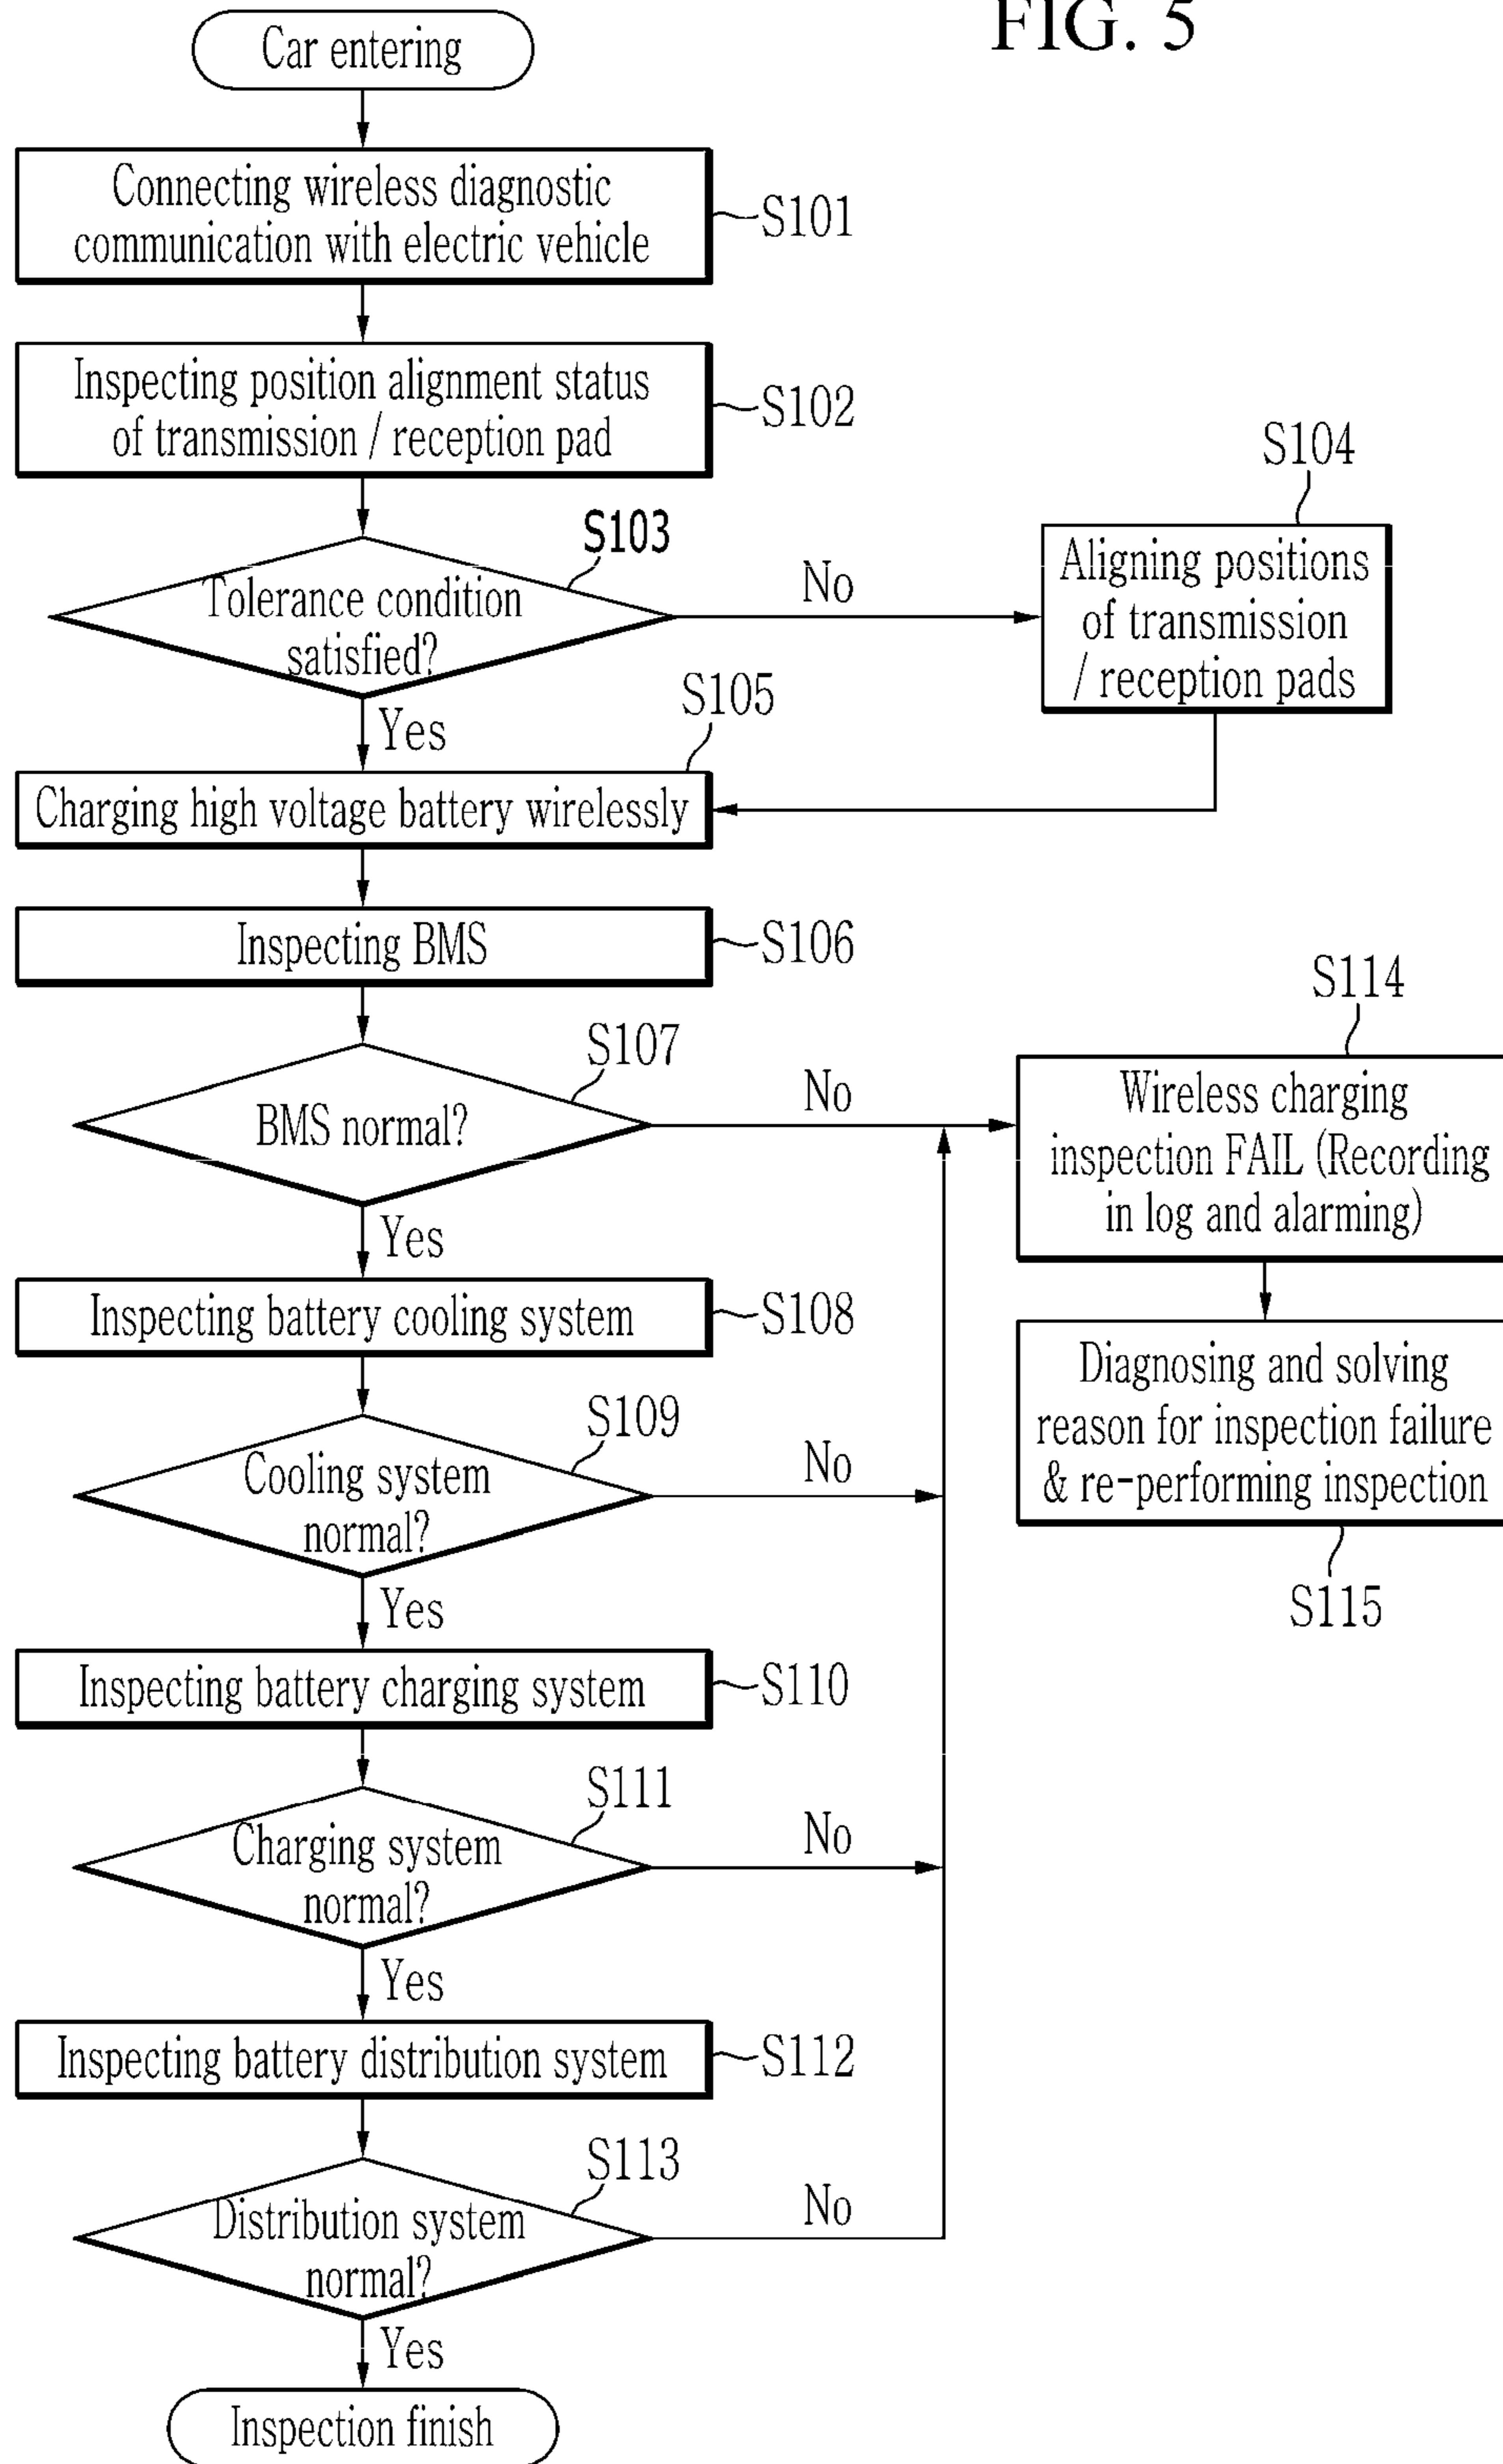 FIG. 5
Car entering
Connecting wireless diagnostic
communication with electric vehicle
S101
Inspecting position alignment status
of transmission / reception pad
S102
S103
Tolerance condition
satisfied?
No
Yes
S104
Aligning positions
of transmission
/ reception pads
S105
Charging high voltage battery wirelessly
Inspecting BMS
S106
S107
BMS normal?
No
Yes
S114
Wireless charging
inspection FAIL (Recording
in log and alarming)
Inspecting battery cooling system
S108
Diagnosing and solving
reason for inspection failure
& re-performing inspection
S115
S109
Cooling system
normal?
No
Yes
Inspecting battery charging system
S110
S111
Charging system
normal?
No
Yes
Inspecting battery distribution system
S112
S113
Distribution system
normal?
No
Yes
Inspection finish